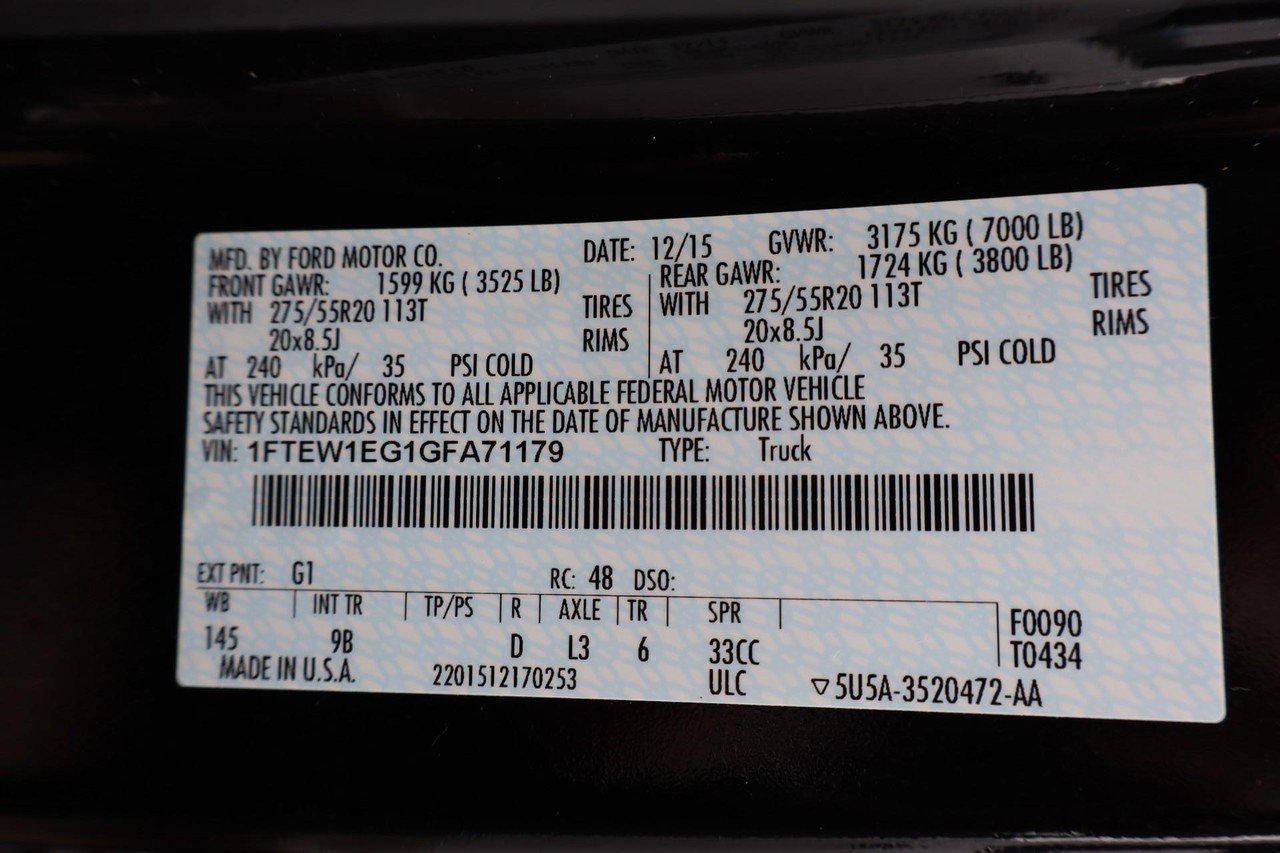 MFD. BY FORD MOTOR CO. DATE: 12/15 GVWR: 3175 KG ( 7000 LB)
FRONT GAWR: 1599 KG ( 3525 LB) REAR GAWR: 1724 KG ( 3800 LB)
WITH 275/55R20 113T TIRES WITH 275/55R20 113T TIRES
20x8.5J RIMS 20x8.5J RIMS
AT 240 kPa/ 35 PSI COLD AT 240 kPa/ 35 PSI COLD
THIS VEHICLE CONFORMS TO ALL APPLICABLE FEDERAL MOTOR VEHICLE
SAFETY STANDARDS IN EFFECT ON THE DATE OF MANUFACTURE SHOWN ABOVE.
VIN: 1FTEW1EG1GFA71179 TYPE: Truck
EXT PNT: G1 RC: 48 DSO:
WB INT TR TP/PS R AXLE TR SPR F0090
145 9B D L3 6 33CC T0434
MADE IN U.S.A. 2201512170253 ULC ▽5U5A-3520472-AA